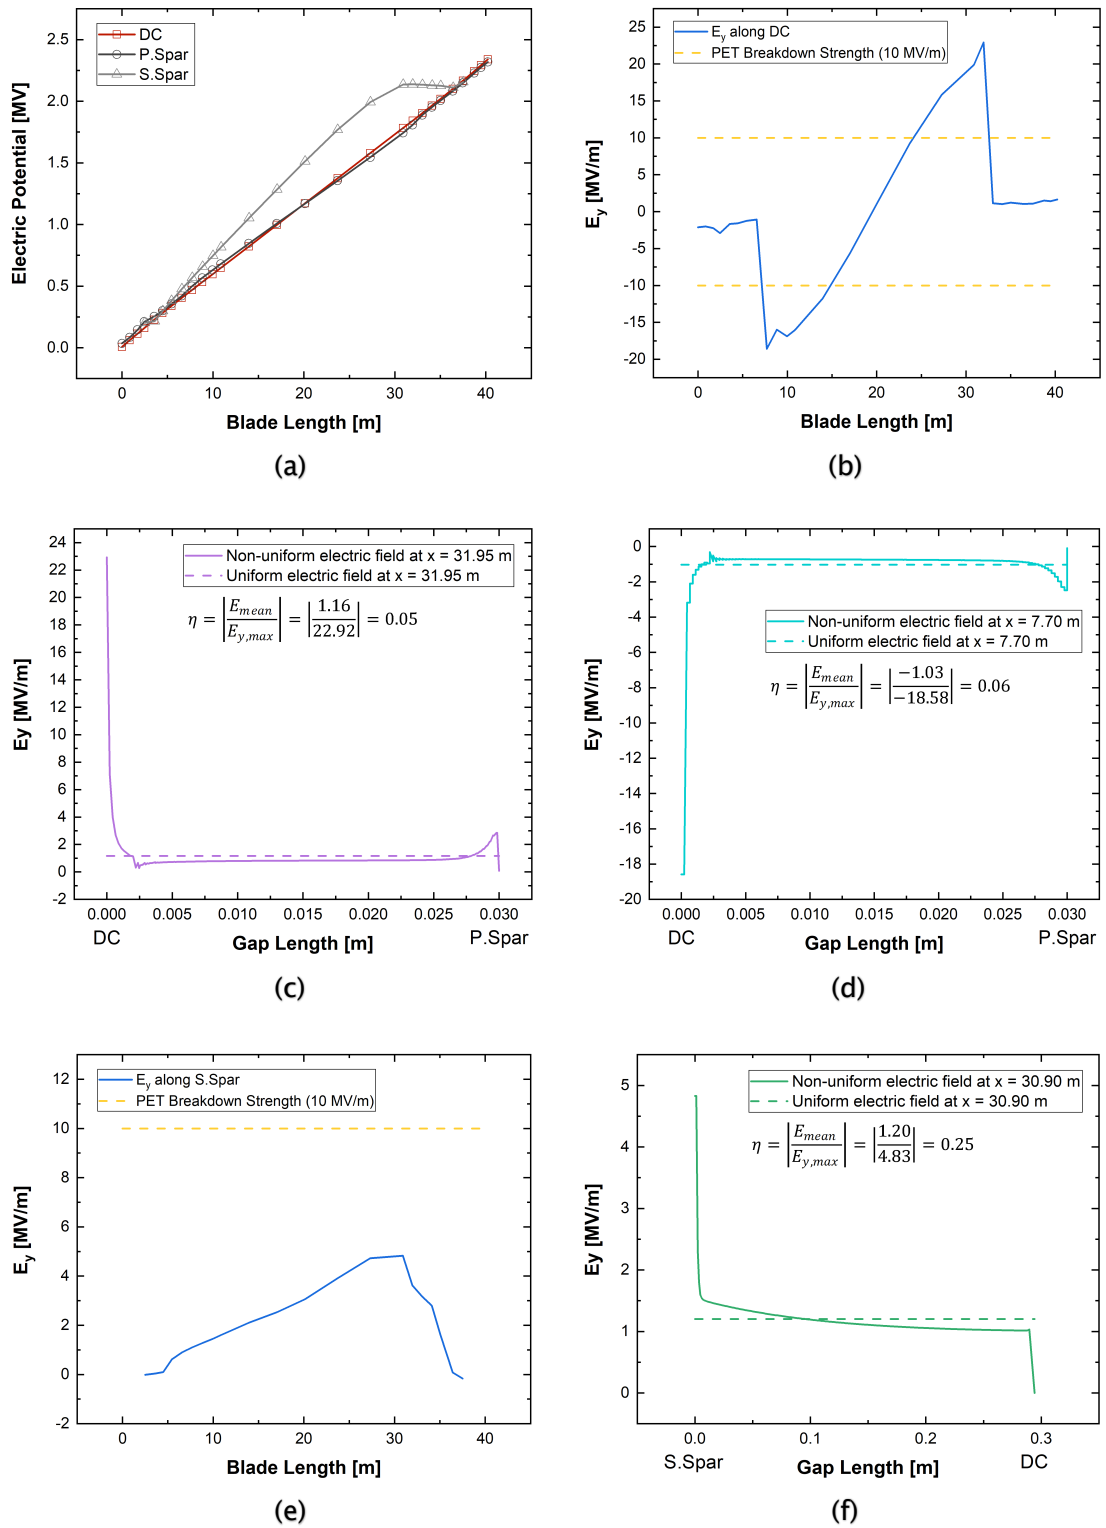 DC
P.Spar
S.Spar
2.5
2.0
1.5
1.0
0.5
0.0
Electric Potential [MV]
0 10 20 30 40
Blade Length [m]
(a)
E_y along DC
PET Breakdown Strength (10 MV/m)
25
20
15
10
5
0
-5
-10
-15
-20
E_y [MV/m]
0 10 20 30 40
Blade Length [m]
(b)
Non-uniform electric field at x = 31.95 m
Uniform electric field at x = 31.95 m
η = |E_mean / E_y,max| = |1.16 / 22.92| = 0.05
24
22
20
18
16
14
12
10
8
6
4
2
0
-2
Ey [MV/m]
0.000 0.005 0.010 0.015 0.020 0.025 0.030
DC Gap Length [m] P.Spar
(c)
Non-uniform electric field at x = 7.70 m
Uniform electric field at x = 7.70 m
η = |E_mean / E_y,max| = |−1.03 / −18.58| = 0.06
0
-2
-4
-6
-8
-10
-12
-14
-16
-18
-20
Ey [MV/m]
0.000 0.005 0.010 0.015 0.020 0.025 0.030
DC Gap Length [m] P.Spar
(d)
E_y along S.Spar
PET Breakdown Strength (10 MV/m)
12
10
8
6
4
2
0
-2
E_y [MV/m]
0 10 20 30 40
Blade Length [m]
(e)
Non-uniform electric field at x = 30.90 m
Uniform electric field at x = 30.90 m
η = |E_mean / E_y,max| = |1.20 / 4.83| = 0.25
5
4
3
2
1
0
Ey [MV/m]
0.0 0.1 0.2 0.3
S.Spar Gap Length [m] DC
(f)